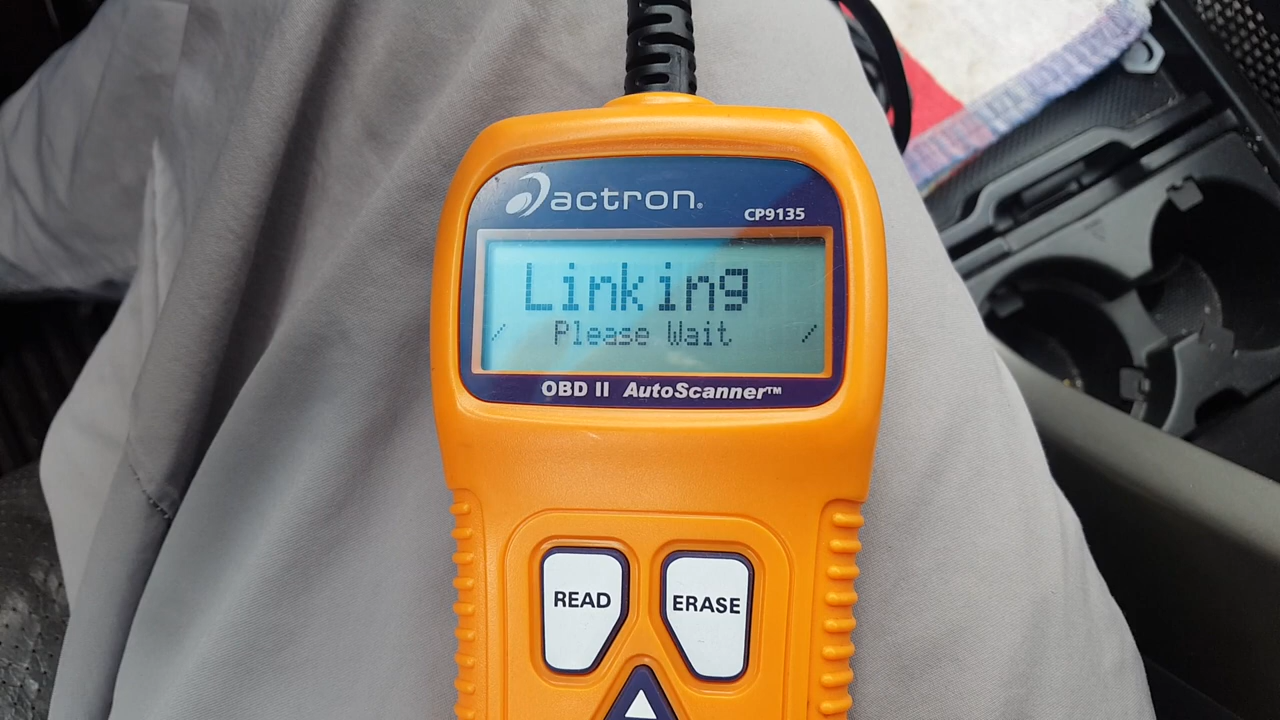 actron®
CP9135
Linking
/ Please Wait /
OBD II AutoScanner™
READ
ERASE